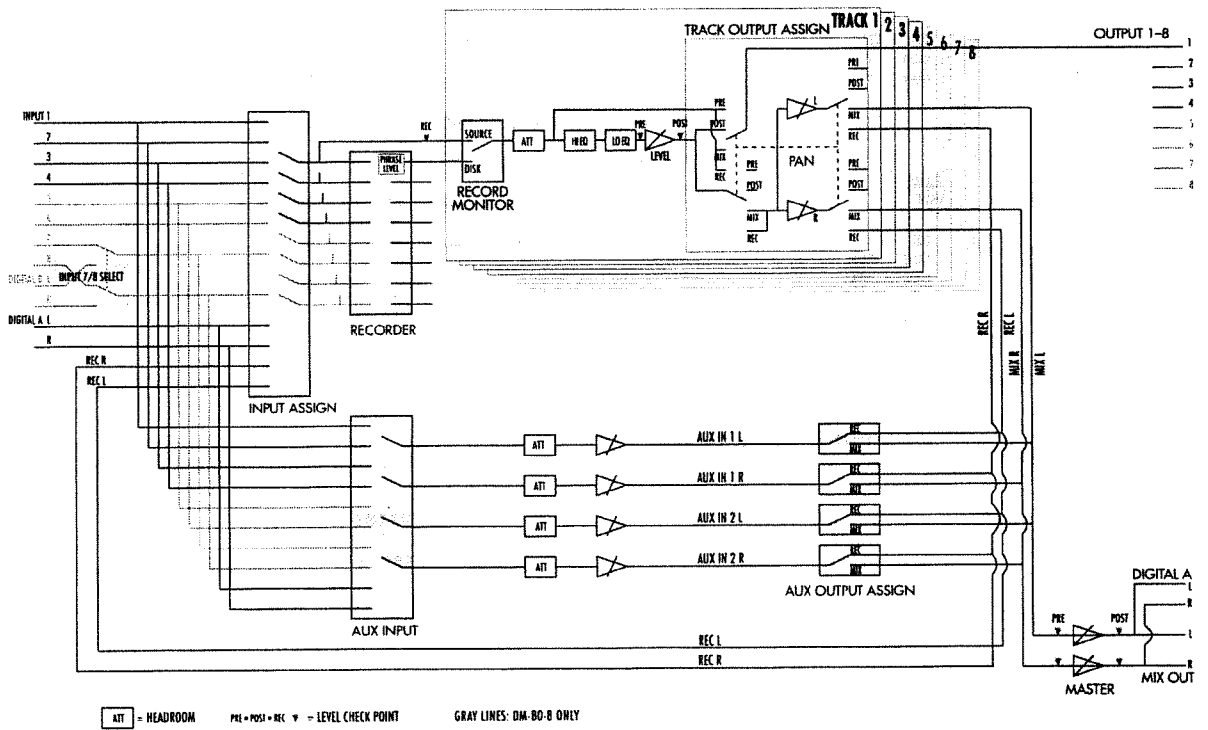 TRACK OUTPUT ASSIGN
TRACK 1
2
3
4
5
6
7
8
OUTPUT 1-8
1
2
3
4
5
6
7
8
INPUT 1
3
4
INPUT 7/8 SELECT
DIGITAL B L
R
DIGITAL A L
R
REC R
REC L
INPUT ASSIGN
REC
PHRASE LEVEL
RECORDER
SOURCE
DISK
RECORD MONITOR
ATT
HI EQ
LO EQ
PRE
LEVEL
POST
PRE
POST
MIX
REC
PRE
POST
MIX
REC
PAN
L
R
PRE
POST
MIX
REC
PRE
POST
MIX
REC
REC R
REC L
MIX R
MIX L
AUX INPUT
ATT
AUX IN 1 L
REC
MIX
ATT
AUX IN 1 R
REC
MIX
ATT
AUX IN 2 L
REC
MIX
ATT
AUX IN 2 R
REC
MIX
AUX OUTPUT ASSIGN
REC L
REC R
DIGITAL A
L
R
PRE
POST
L
R
MASTER
MIX OUT
ATT = HEADROOM
PRE • POST • REC ▼ = LEVEL CHECK POINT
GRAY LINES: DM-80-8 ONLY